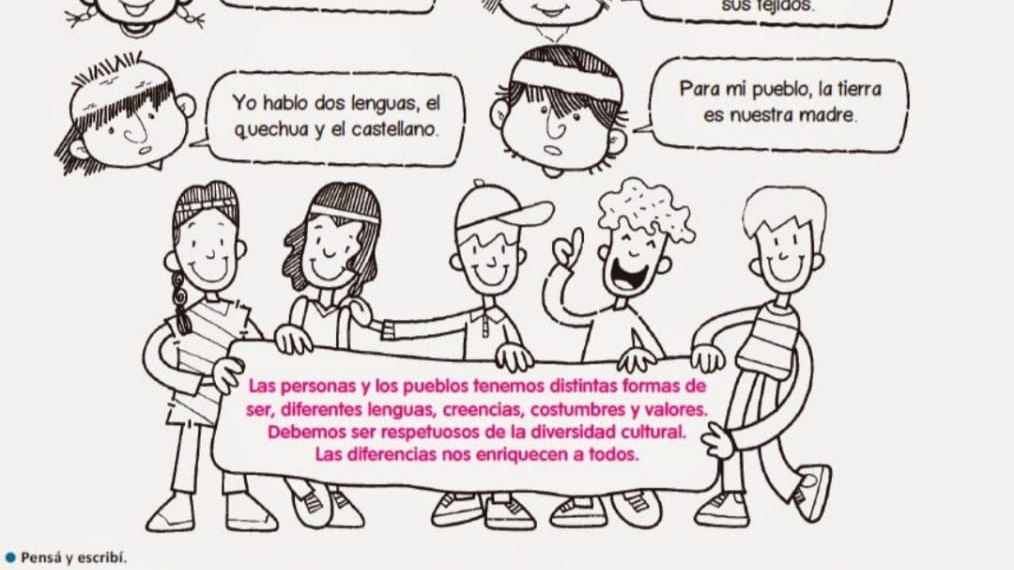 sus tejidos.
Yo hablo dos lenguas, el
quechua y el castellano.
Para mi pueblo, la tierra
es nuestra madre.
Las personas y los pueblos tenemos distintas formas de
ser, diferentes lenguas, creencias, costumbres y valores.
Debemos ser respetuosos de la diversidad cultural.
Las diferencias nos enriquecen a todos.
Pensá y escribí.